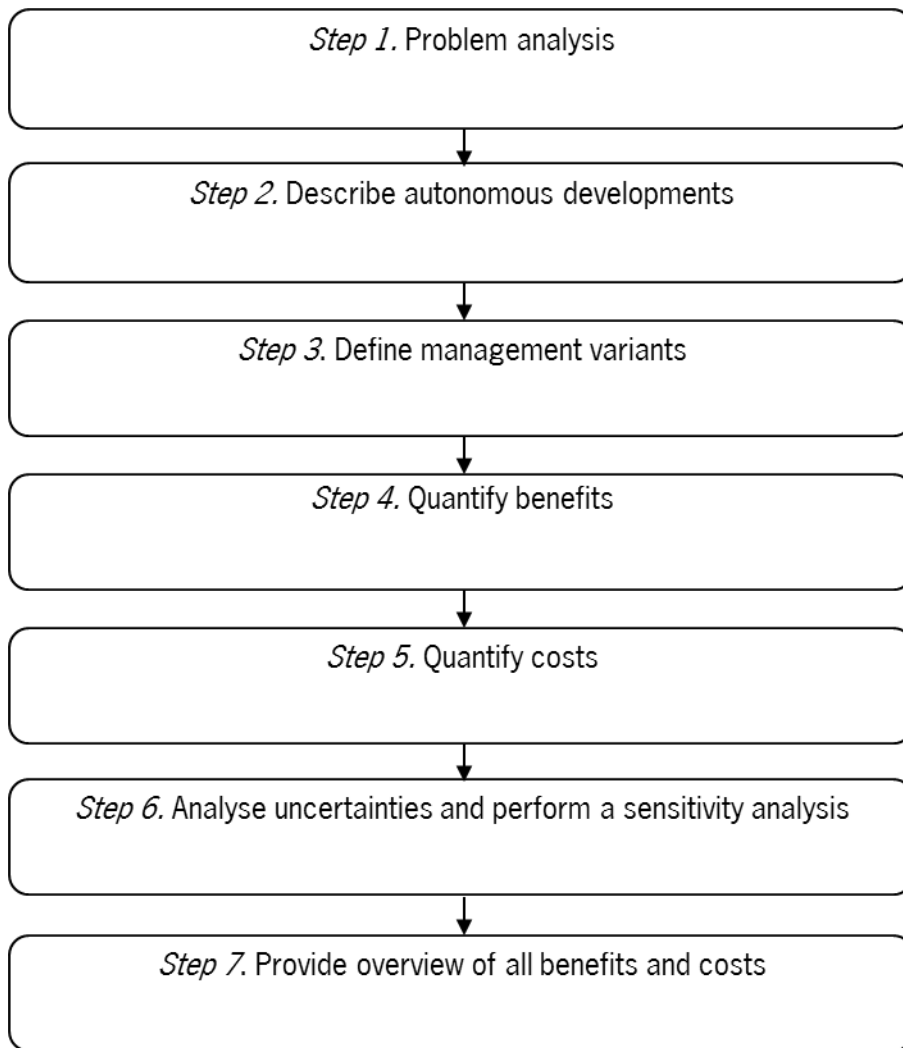 Step 1. Problem analysis
Step 2. Describe autonomous developments
Step 3. Define management variants
Step 4. Quantify benefits
Step 5. Quantify costs
Step 6. Analyse uncertainties and perform a sensitivity analysis
Step 7. Provide overview of all benefits and costs